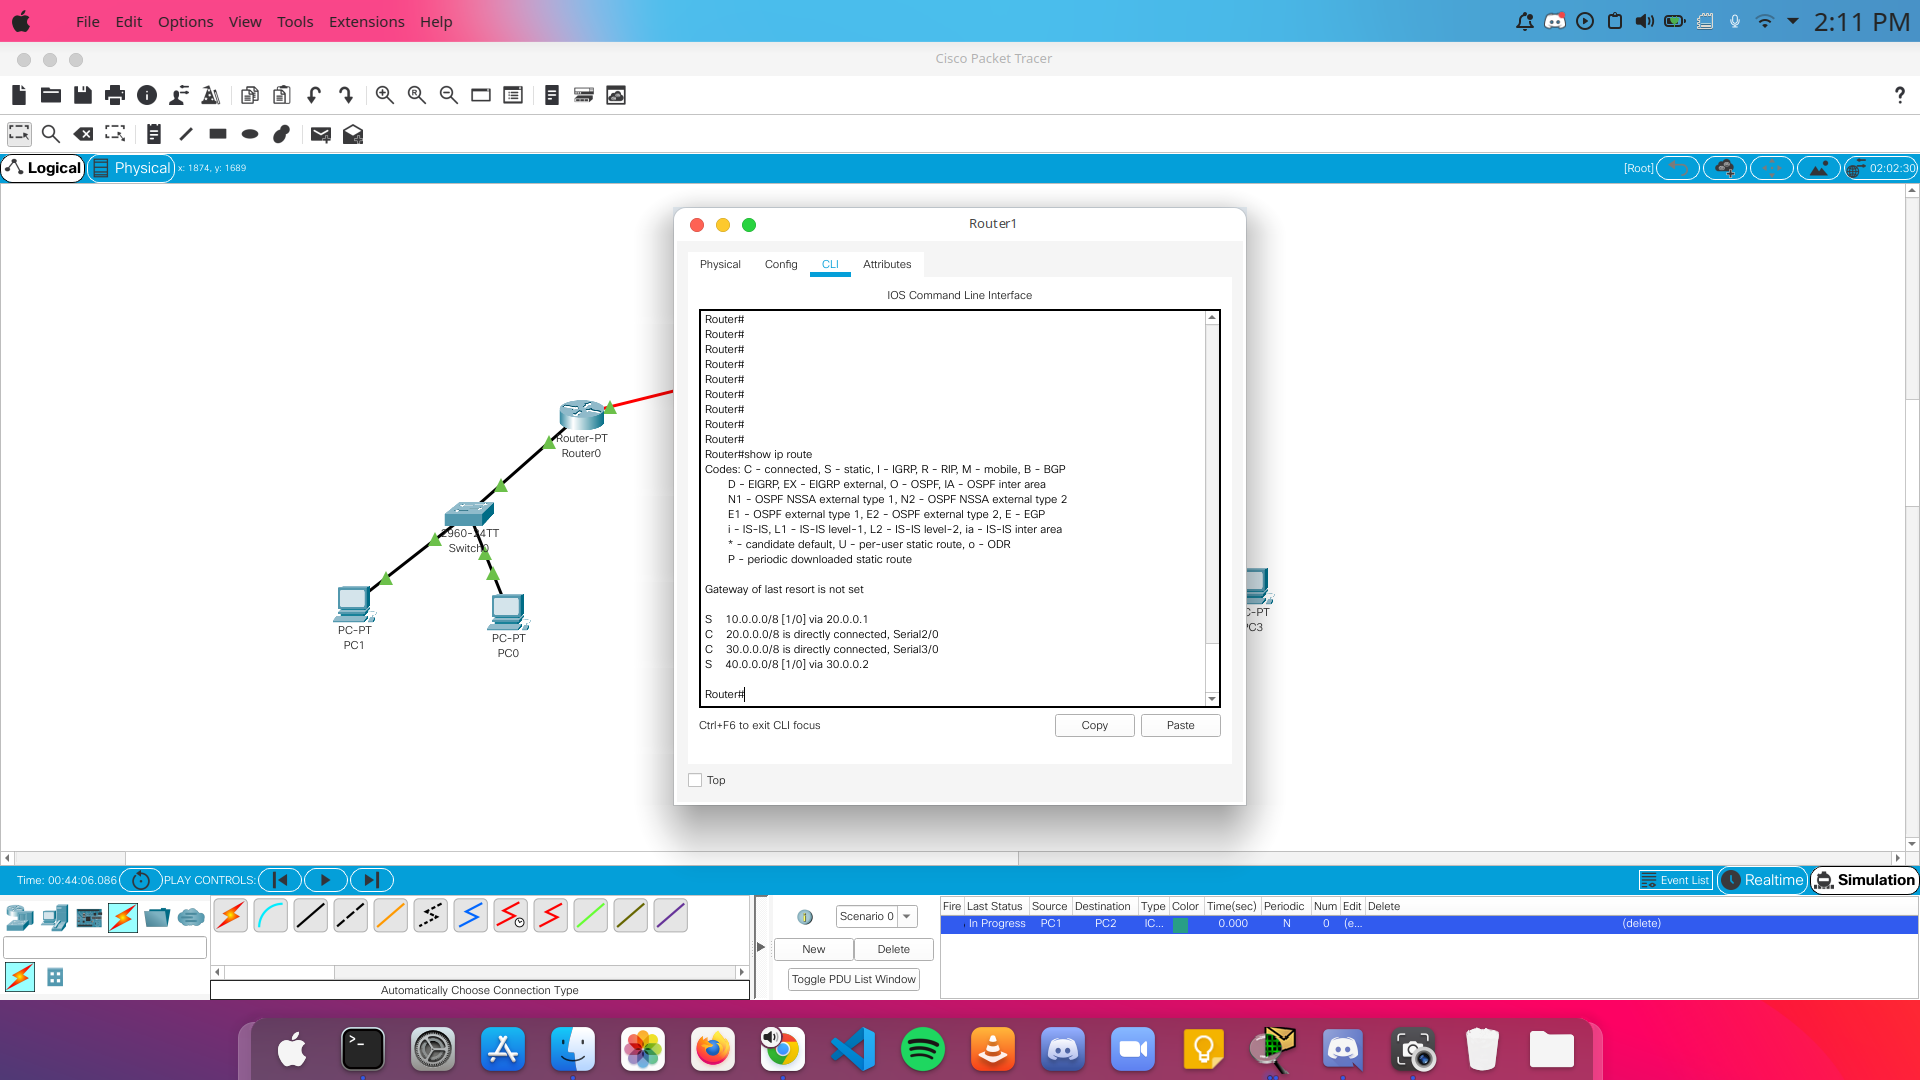 File Edit Options View Tools Extensions Help
2:11 PM
Cisco Packet Tracer
Logical
Physical
x: 1874, y: 1689
[Root]
02:02:30
Router1
Physical
Config
CLI
Attributes
IOS Command Line Interface
Router#
Router#
Router#
Router#
Router#
Router#
Router#
Router#
Router#
Router#show ip route
Codes: C - connected, S - static, I - IGRP, R - RIP, M - mobile, B - BGP
D - EIGRP, EX - EIGRP external, O - OSPF, IA - OSPF inter area
N1 - OSPF NSSA external type 1, N2 - OSPF NSSA external type 2
E1 - OSPF external type 1, E2 - OSPF external type 2, E - EGP
i - IS-IS, L1 - IS-IS level-1, L2 - IS-IS level-2, ia - IS-IS inter area
* - candidate default, U - per-user static route, o - ODR
P - periodic downloaded static route
Gateway of last resort is not set
S 10.0.0.0/8 [1/0] via 20.0.0.1
C 20.0.0.0/8 is directly connected, Serial2/0
C 30.0.0.0/8 is directly connected, Serial3/0
S 40.0.0.0/8 [1/0] via 30.0.0.2
Router#
Ctrl+F6 to exit CLI focus
Copy
Paste
Top
Router-PT
Router0
2960-24TT
Switch0
PC-PT
PC1
PC-PT
PC0
C-PT
C3
Time: 00:44:06.086
PLAY CONTROLS:
Event List
Realtime
Simulation
Scenario 0
New
Delete
Toggle PDU List Window
Fire Last Status Source Destination Type Color Time(sec) Periodic Num Edit Delete
In Progress PC1 PC2 IC... 0.000 N 0 (e... (delete)
Automatically Choose Connection Type